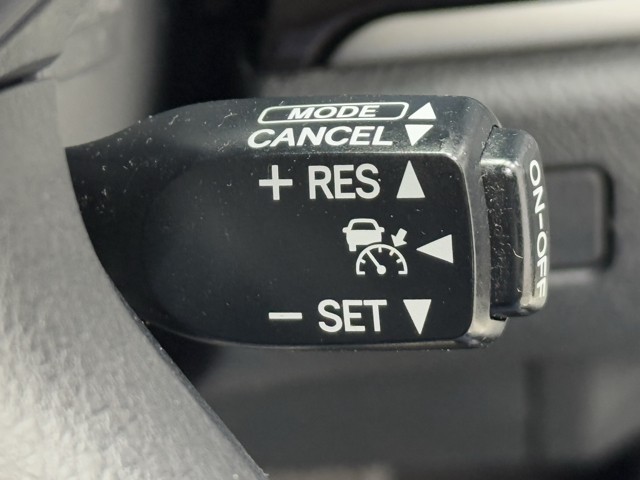 MODE
CANCEL
+ RES
− SET
ON-OFF